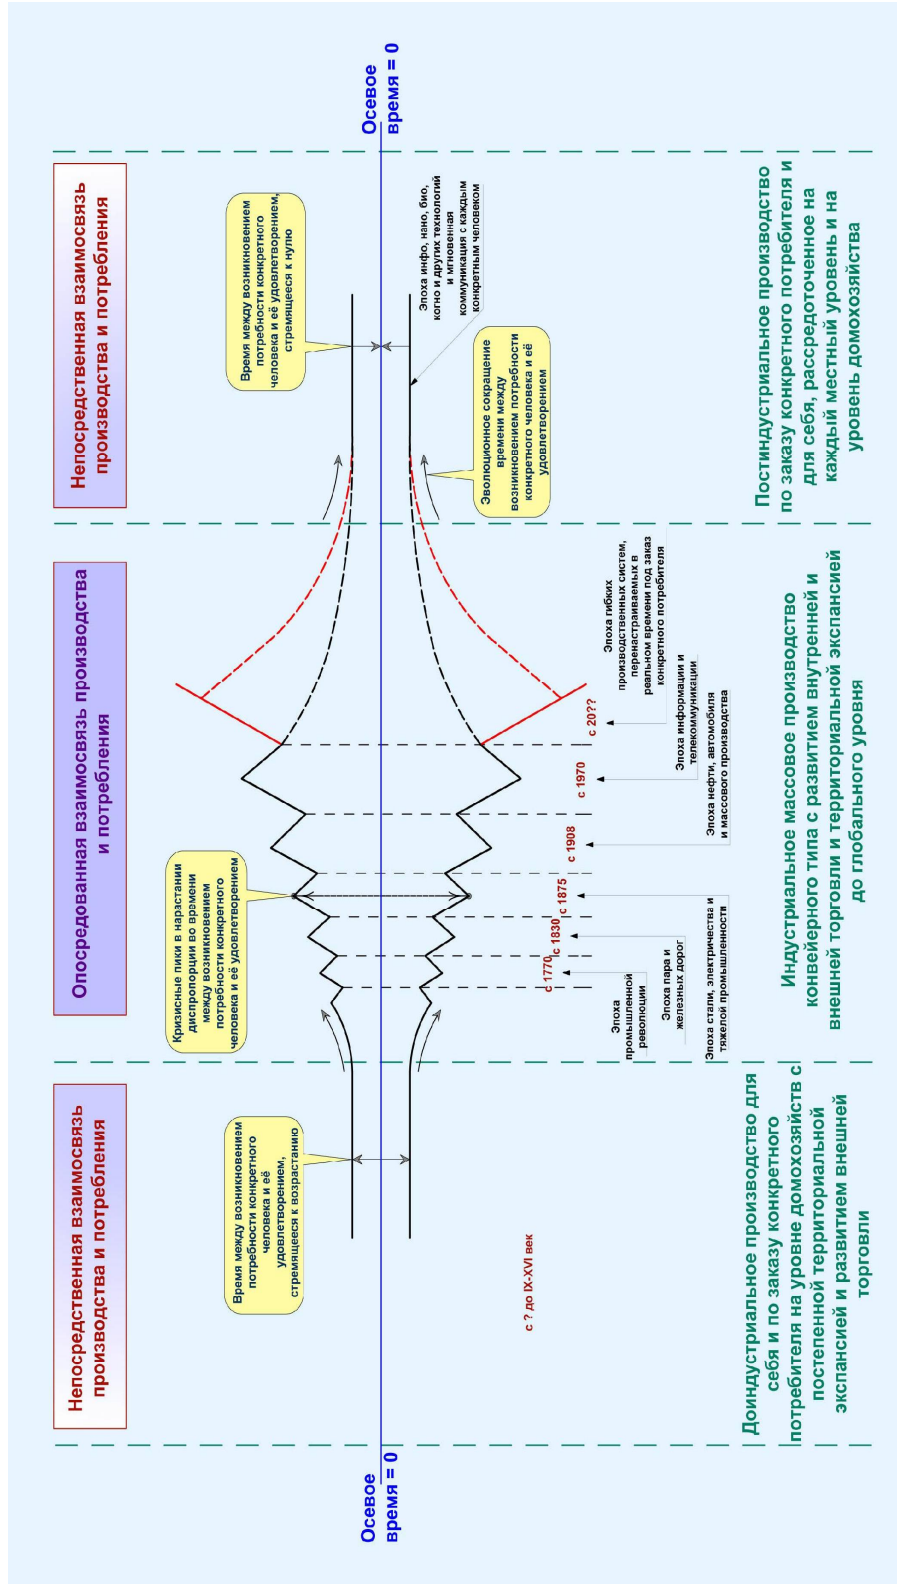 Непосредственная взаимосвязь
производства и потребления
Опосредованная взаимосвязь производства
и потребления
Непосредственная взаимосвязь
производства и потребления
Время между возникновением
потребности конкретного
человека и её
удовлетворением,
стремящееся к возрастанию
Кризисные пики в нарастании
диспропорции во времени
между возникновением
потребности конкретного
человека и её удовлетворением
Время между возникновением
потребности конкретного
человека и её удовлетворением,
стремящееся к нулю
Осевое
время = 0
Осевое
время = 0
Эпоха инфо, нано, био,
когно и других технологий
и мгновенная
коммуникация с каждым
конкретным человеком
Эволюционное сокращение
времени между
возникновением потребности
конкретного человека и её
удовлетворением
с ? до IX-XVI век
с 1770
с 1830
с 1875
с 1908
с 1970
с 20??
Эпоха
промышленной
революции
Эпоха пара и
железных дорог
Эпоха стали, электричества и
тяжелой промышленности
Эпоха нефти, автомобиля
и массового производства
Эпоха информации и
телекоммуникации
Эпоха гибких
производственных систем,
перенастраиваемых в
реальном времени под заказ
конкретного потребителя
Доиндустриальное производство для
себя и по заказу конкретного
потребителя на уровне домохозяйств с
постепенной территориальной
экспансией и развитием внешней
торговли
Индустриальное массовое производство
конвейерного типа с развитием внутренней и
внешней торговли и территориальной экспансией
до глобального уровня
Постиндустриальное производство
по заказу конкретного потребителя и
для себя, рассредоточенное на
каждый местный уровень и на
уровень домохозяйства